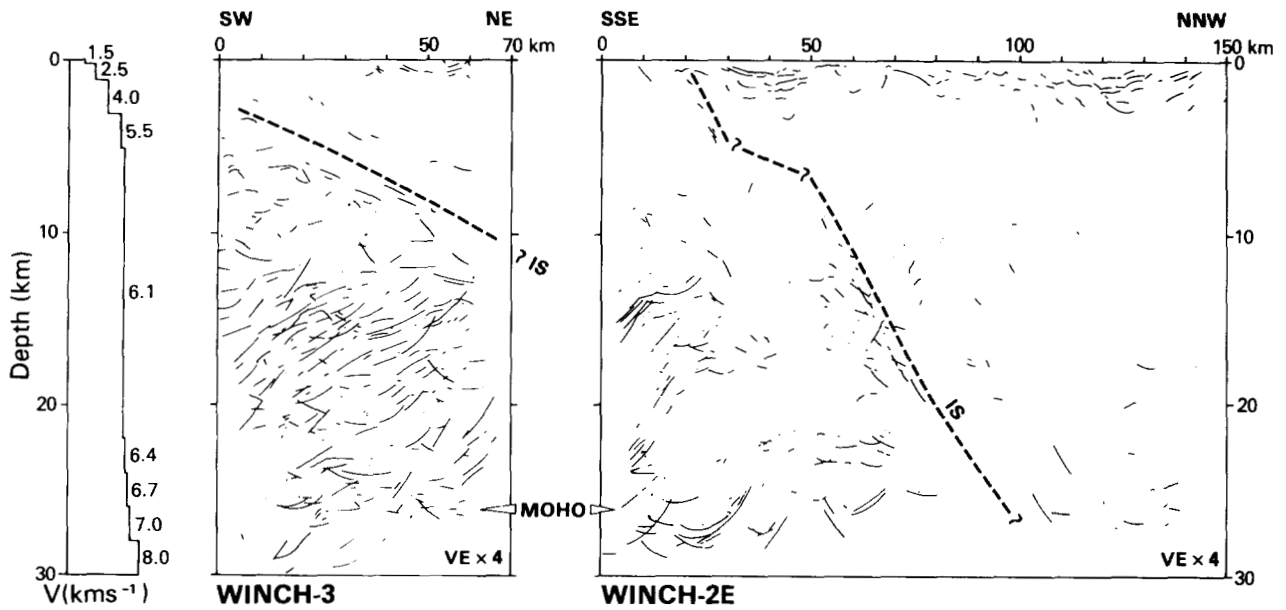 SW NE SSE NNW
0 50 70 km 0 50 100 150 km
0 1.5 0
2.5
4.0
5.5
?
?
10 10
? IS
Depth (km)
6.1
20 IS 20
6.4
6.7
MOHO
?
7.0
8.0 VE × 4 VE × 4
30 30
V(kms⁻¹) WINCH-3 WINCH-2E